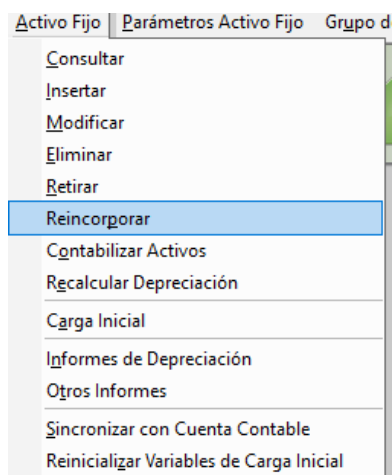 Activo Fijo Parámetros Activo Fijo Grupo d
Consultar
Insertar
Modificar
Eliminar
Retirar
Reincorporar
Contabilizar Activos
Recalcular Depreciación
Carga Inicial
Informes de Depreciación
Otros Informes
Sincronizar con Cuenta Contable
Reinicializar Variables de Carga Inicial